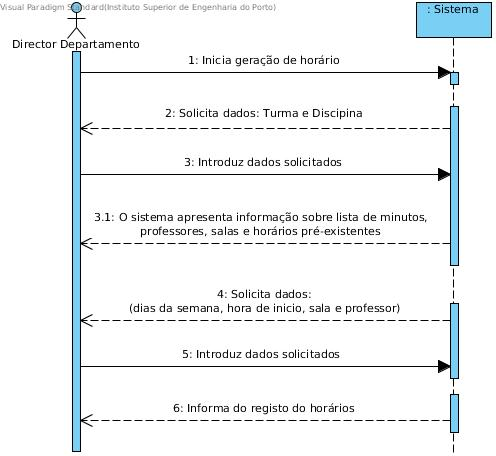 Visual Paradigm Standard(Instituto Superior de Engenharia do Porto)
: Sistema
Director Departamento
1: Inicia geração de horário
2: Solicita dados: Turma e Discipina
3: Introduz dados solicitados
3.1: O sistema apresenta informação sobre lista de minutos,
professores, salas e horários pré-existentes
4: Solicita dados:
(dias da semana, hora de inicio, sala e professor)
5: Introduz dados solicitados
6: Informa do registo do horários